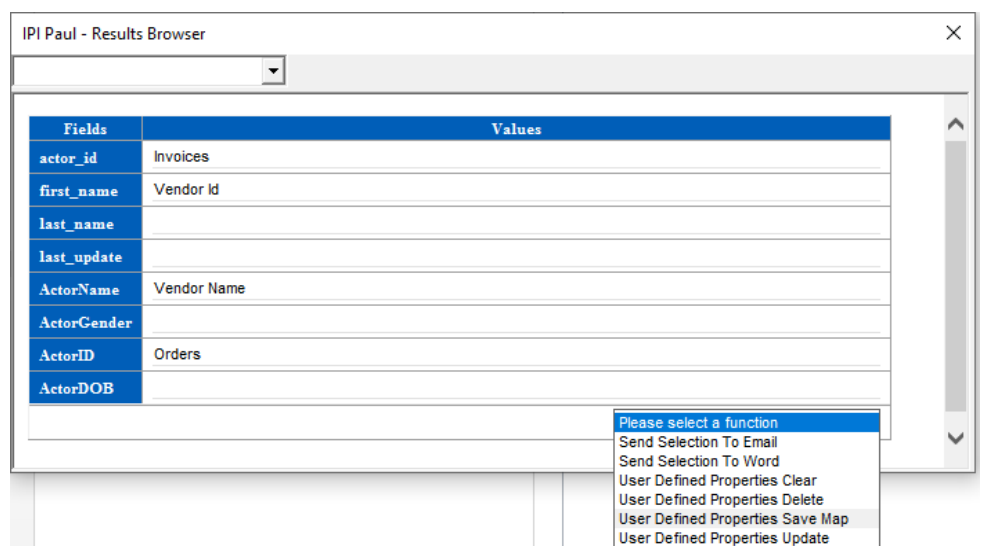 IPI Paul - Results Browser
Fields Values
actor_id Invoices
first_name Vendor Id
last_name
last_update
ActorName Vendor Name
ActorGender
ActorID Orders
ActorDOB
Please select a function
Send Selection To Email
Send Selection To Word
User Defined Properties Clear
User Defined Properties Delete
User Defined Properties Save Map
User Defined Properties Update